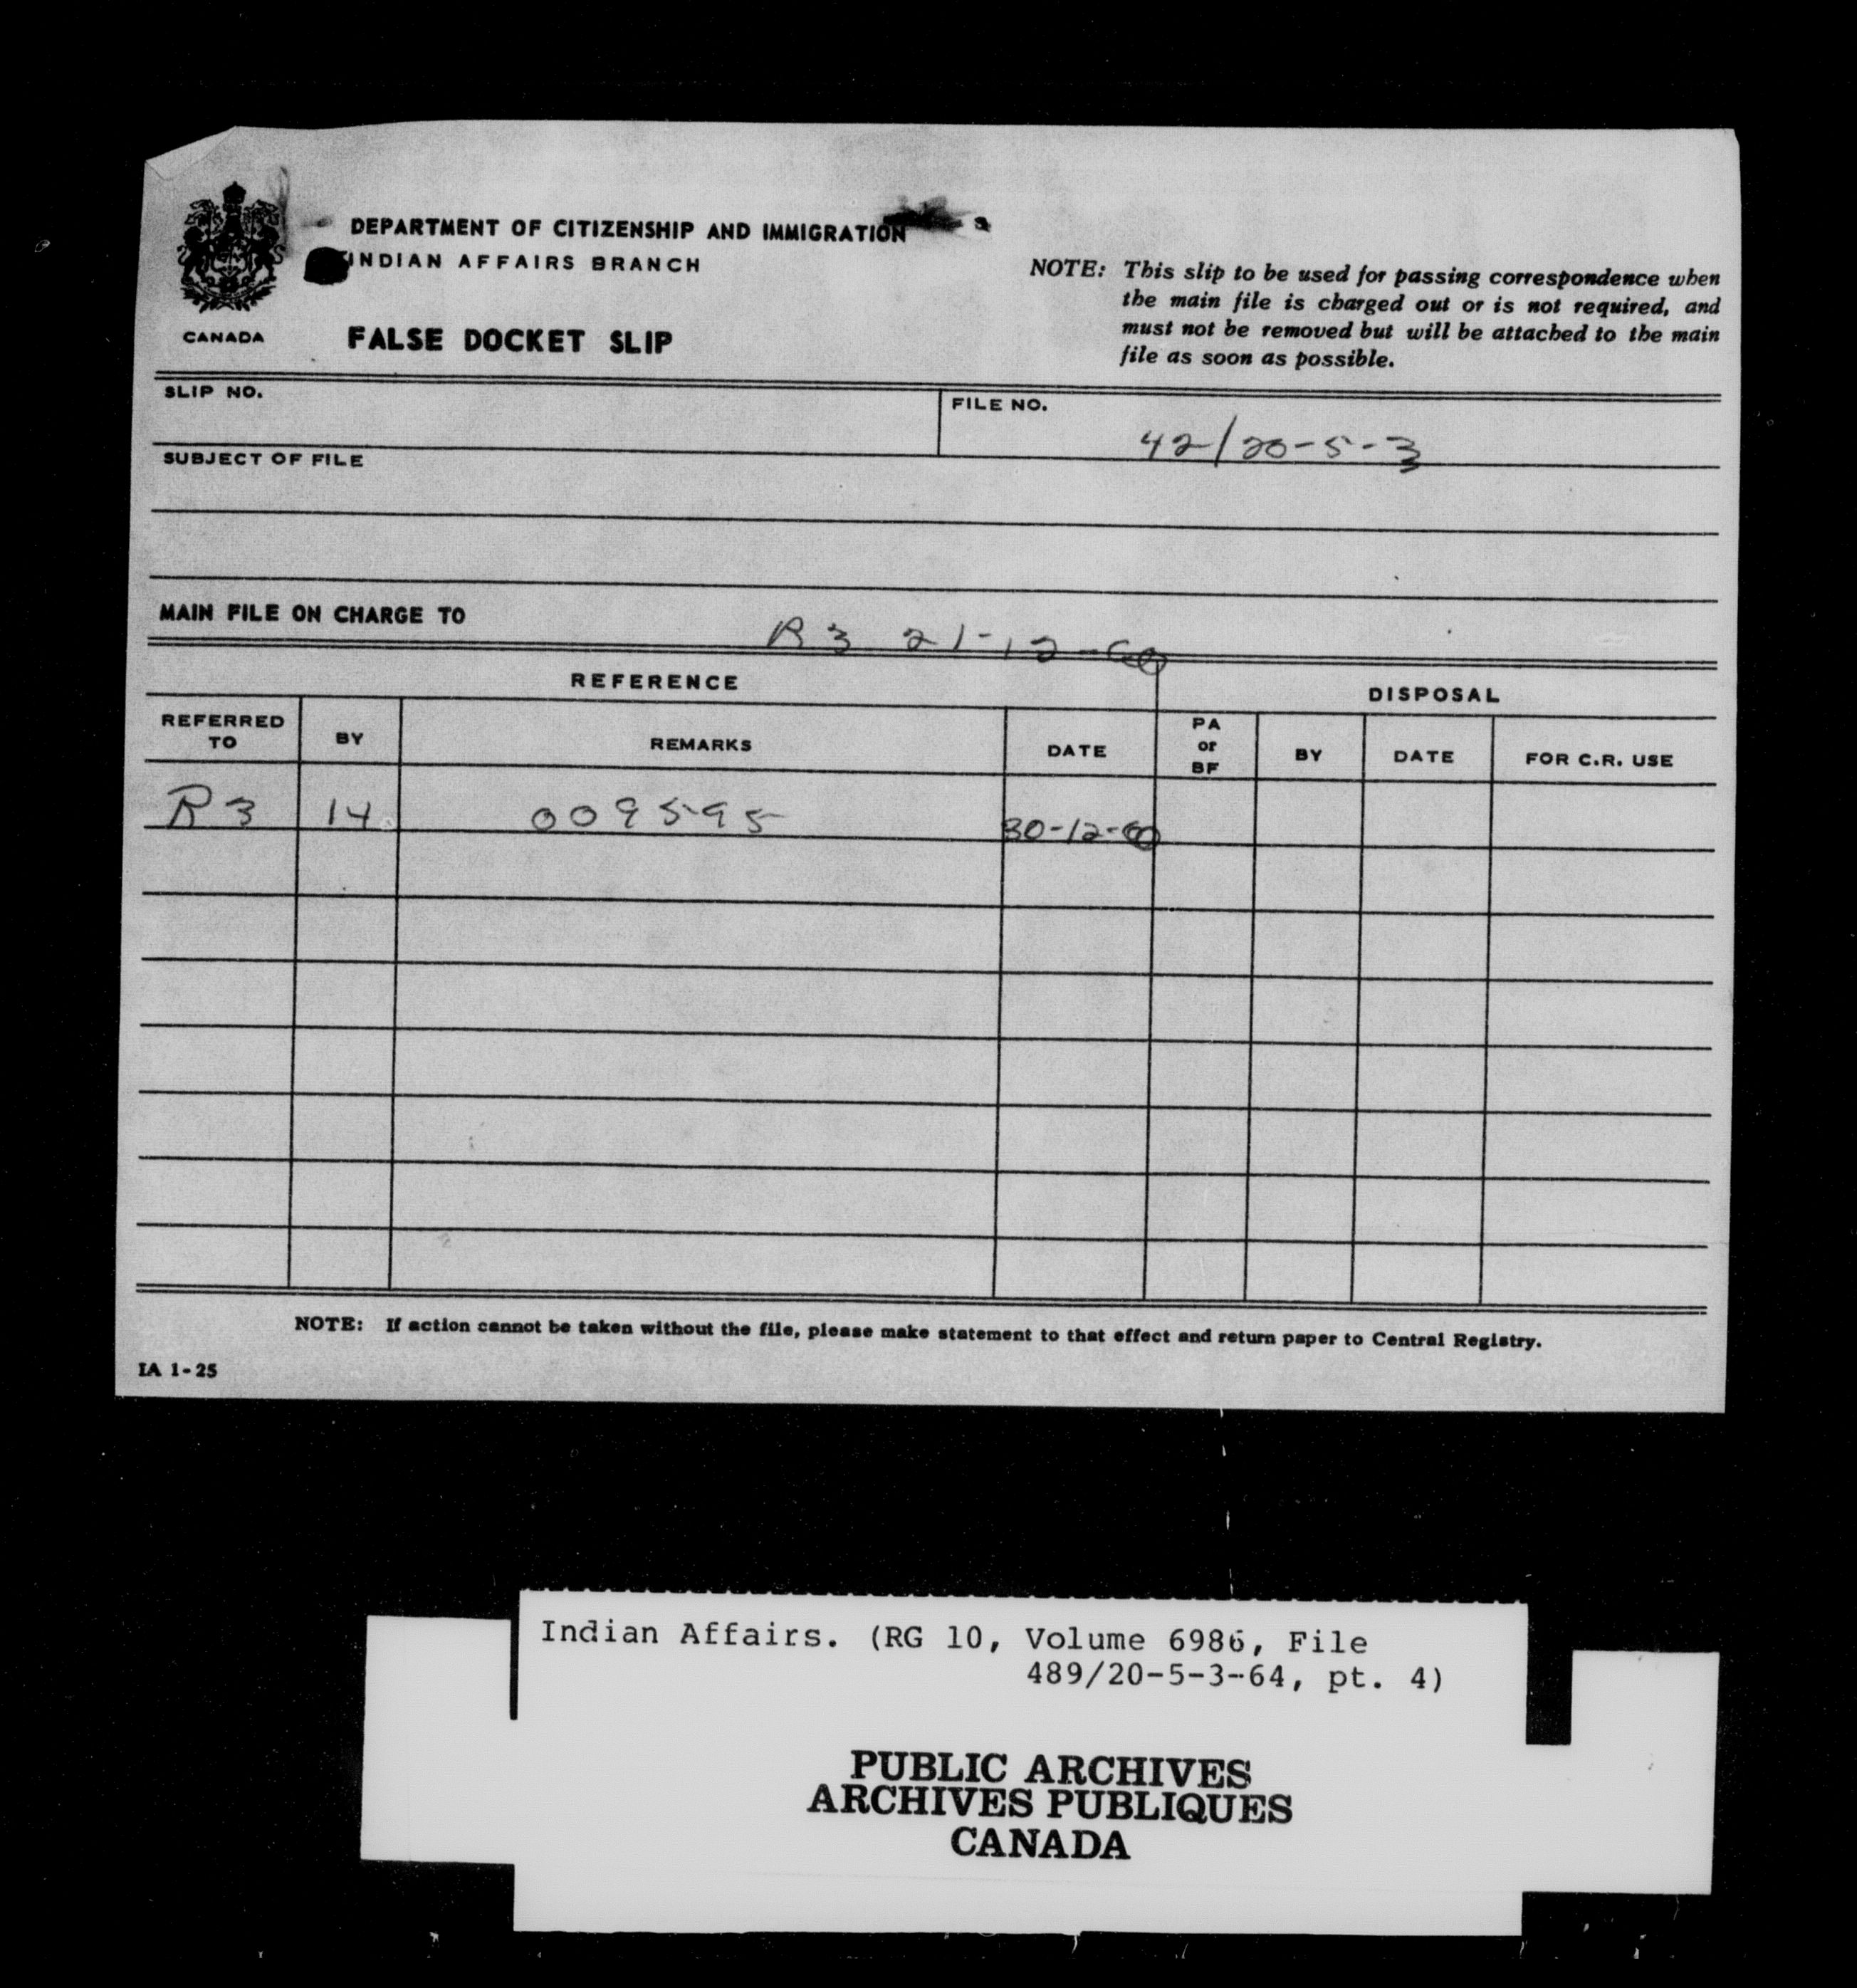 DEPARTMENT OF CITIZENSHIP AND IMMIGRATION
INDIAN AFFAIRS BRANCH
CANADA
FALSE DOCKET SLIP
NOTE: This slip to be used for passing correspondence when
the main file is charged out or is not required, and
must not be removed but will be attached to the main
file as soon as possible.
SLIP NO.
FILE NO.
42/20-5-3
SUBJECT OF FILE
MAIN FILE ON CHARGE TO
R3 21-12-60
REFERENCE
DISPOSAL
REFERRED
TO
BY
REMARKS
DATE
PA
or
BF
BY
DATE
FOR C.R. USE
R3 14 009595 30-12-60
NOTE: If action cannot be taken without the file, please make statement to that effect and return paper to Central Registry.
IA 1-25
Indian Affairs. (RG 10, Volume 6986, File
489/20-5-3-64, pt. 4)
PUBLIC ARCHIVES
ARCHIVES PUBLIQUES
CANADA